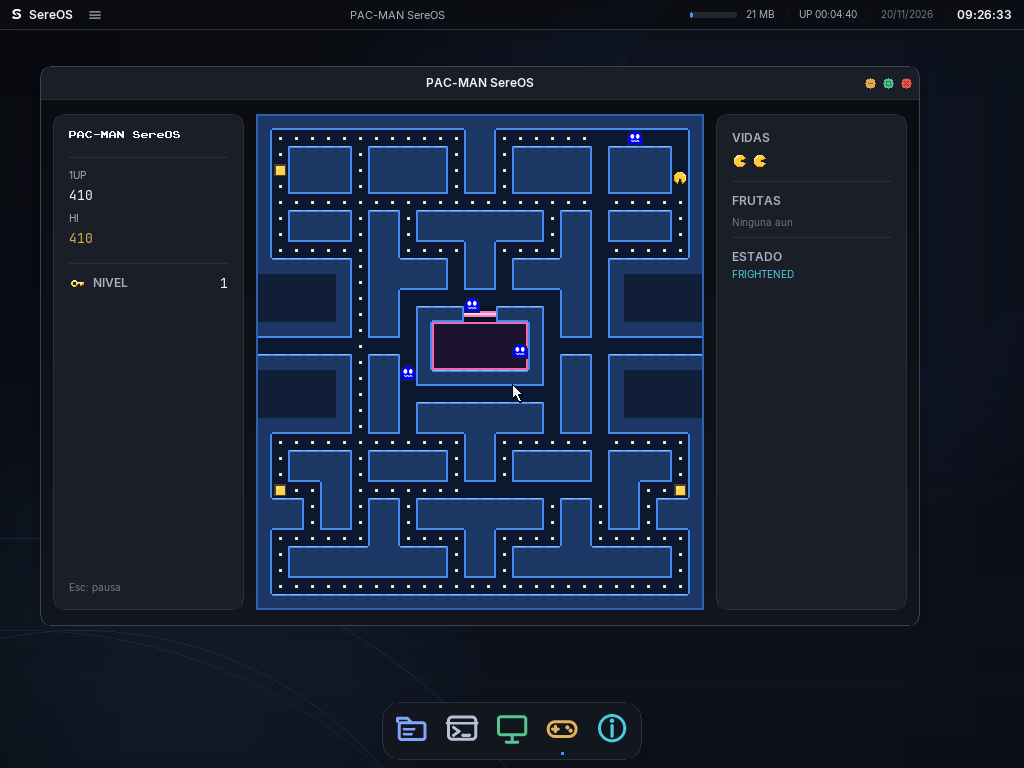 SereOS
PAC-MAN SereOS
21 MB
UP 00:04:40
20/11/2026
09:26:33
PAC-MAN SereOS
PAC-MAN SereOS
1UP
410
HI
410
NIVEL
1
Esc: pausa
VIDAS
FRUTAS
Ninguna aun
ESTADO
FRIGHTENED